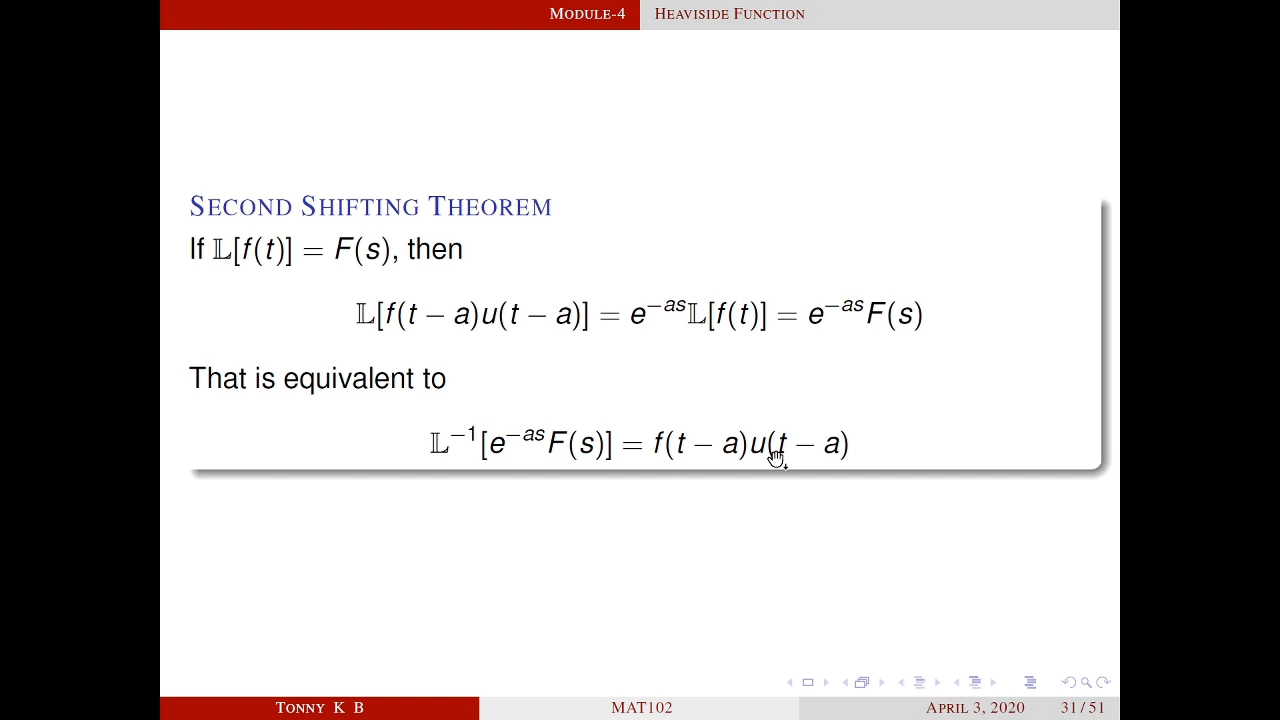 MODULE-4 HEAVISIDE FUNCTION
SECOND SHIFTING THEOREM
If 𝕃[f(t)] = F(s), then
𝕃[f(t − a)u(t − a)] = e^{−as}𝕃[f(t)] = e^{−as}F(s)
That is equivalent to
𝕃^{−1}[e^{−as}F(s)] = f(t − a)u(t − a)
TONNY K B MAT102 APRIL 3, 2020 31/51